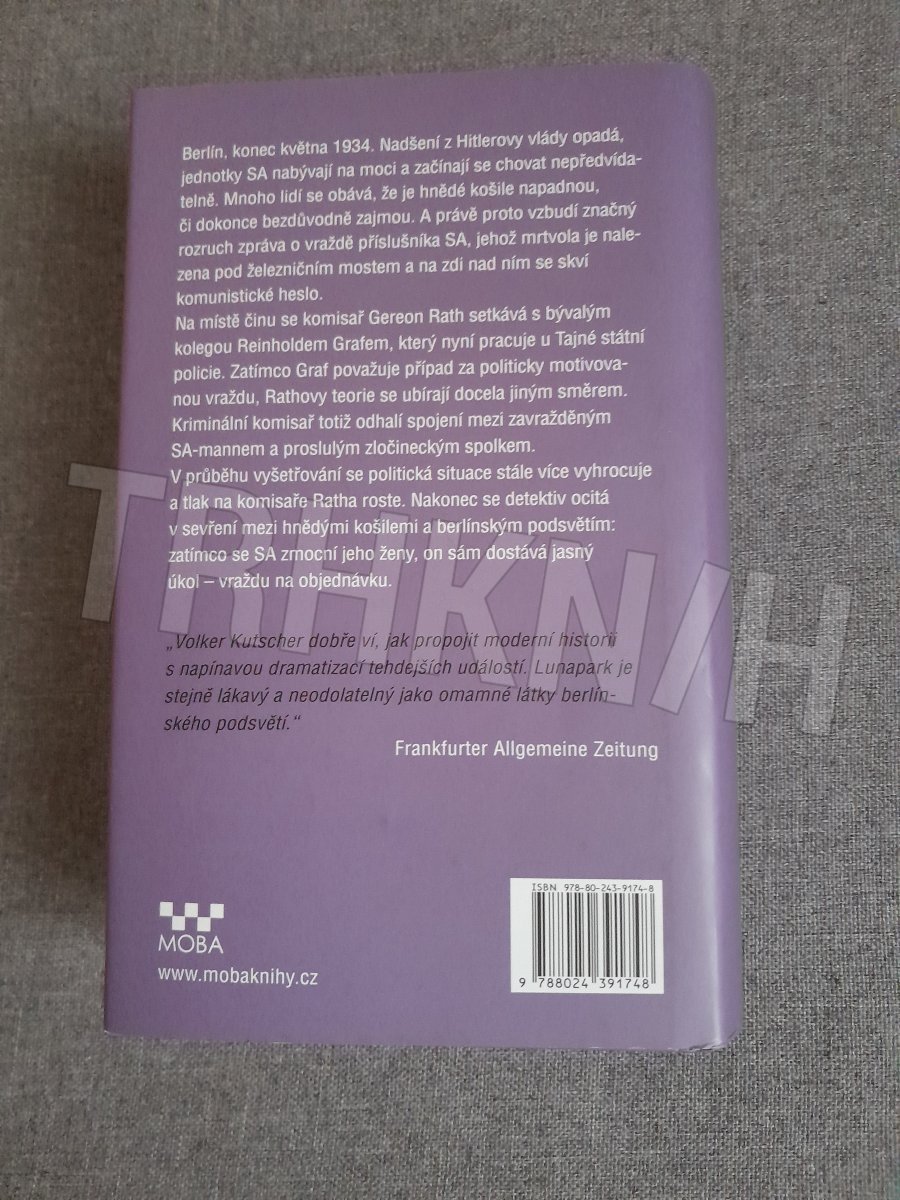 Berlín, konec května 1934. Nadšení z Hitlerovy vlády opadá,
jednotky SA nabývají na moci a začínají se chovat nepředvída-
telně. Mnoho lidí se obává, že je hnědé košile napadnou,
či dokonce bezdůvodně zajmou. A právě proto vzbudí značný
rozruch zpráva o vraždě příslušníka SA, jehož mrtvola je nale-
zena pod železničním mostem a na zdi nad ním se skví
komunistické heslo.
Na místě činu se komisař Gereon Rath setkává s bývalým
kolegou Reinholdem Grafem, který nyní pracuje u Tajné státní
policie. Zatímco Graf považuje případ za politicky motivova-
nou vraždu, Rathovy teorie se ubírají docela jiným směrem.
Kriminální komisař totiž odhalí spojení mezi zavražděným
SA-mannem a proslulým zločineckým spolkem.
V průběhu vyšetřování se politická situace stále více vyhrocuje
a tlak na komisaře Ratha roste. Nakonec se detektiv ocitá
v sevření mezi hnědými košilemi a berlínským podsvětím:
zatímco se SA zmocní jeho ženy, on sám dostává jasný
úkol – vraždu na objednávku.
„Volker Kutscher dobře ví, jak propojit moderní historii
s napínavou dramatizací tehdejších událostí. Lunapark je
stejně lákavý a neodolatelný jako omamné látky berlín-
ského podsvětí.“
Frankfurter Allgemeine Zeitung
MOBA
www.mobaknihy.cz
ISBN 978-80-243-9174-8
9 788024 391748
TRHKNIH